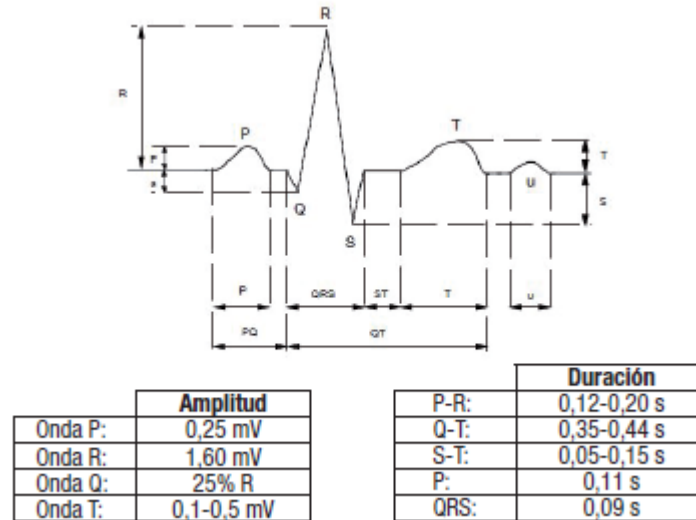 R
R
P
T
P
T
U
Q
S
S
P
QRS
ST
T
U
PQ
QT
Amplitud
Onda P: 0,25 mV
Onda R: 1,60 mV
Onda Q: 25% R
Onda T: 0,1-0,5 mV
Duración
P-R: 0,12-0,20 s
Q-T: 0,35-0,44 s
S-T: 0,05-0,15 s
P: 0,11 s
QRS: 0,09 s